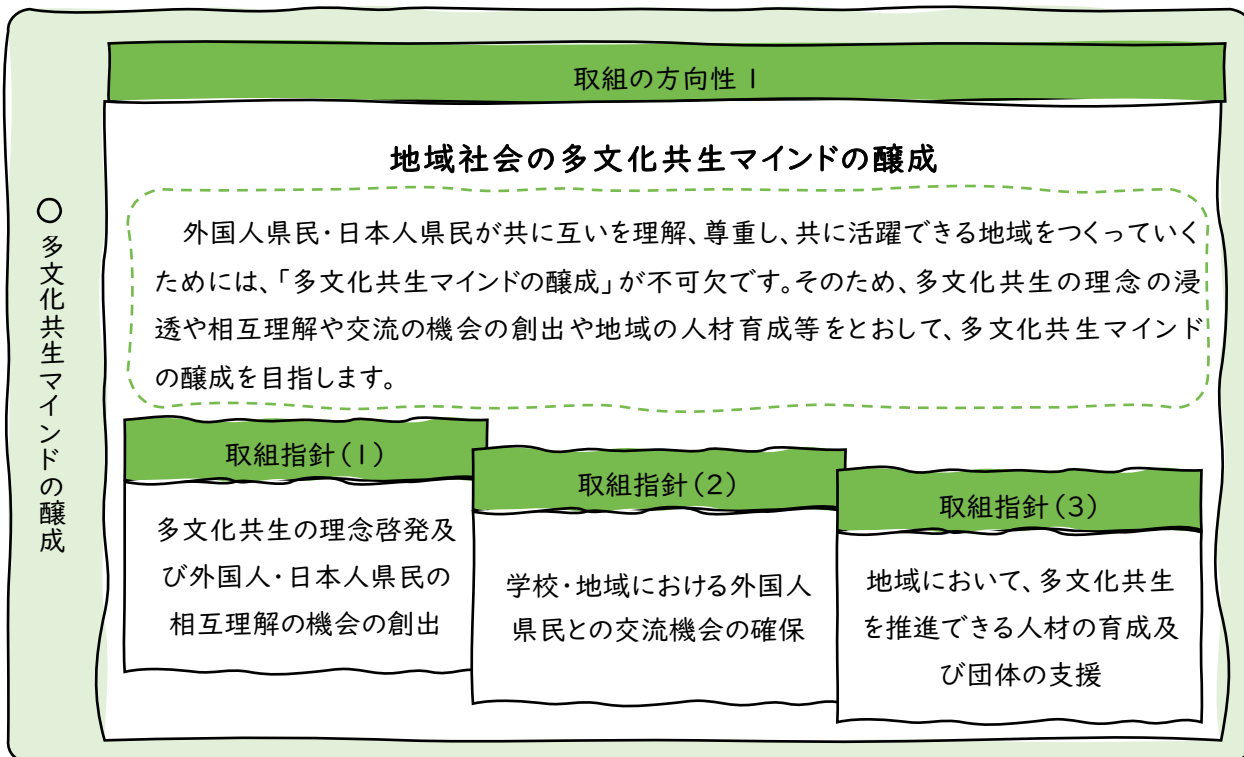 ○多文化共生マインドの醸成
取組の方向性1
地域社会の多文化共生マインドの醸成
外国人県民・日本人県民が共に互いを理解、尊重し、共に活躍できる地域をつくっていく
ためには、「多文化共生マインドの醸成」が不可欠です。そのため、多文化共生の理念の浸
透や相互理解や交流の機会の創出や地域の人材育成等をとおして、多文化共生マインド
の醸成を目指します。
取組指針(1)
多文化共生の理念啓発及
び外国人・日本人県民の
相互理解の機会の創出
取組指針(2)
学校・地域における外国人
県民との交流機会の確保
取組指針(3)
地域において、多文化共生
を推進できる人材の育成及
び団体の支援